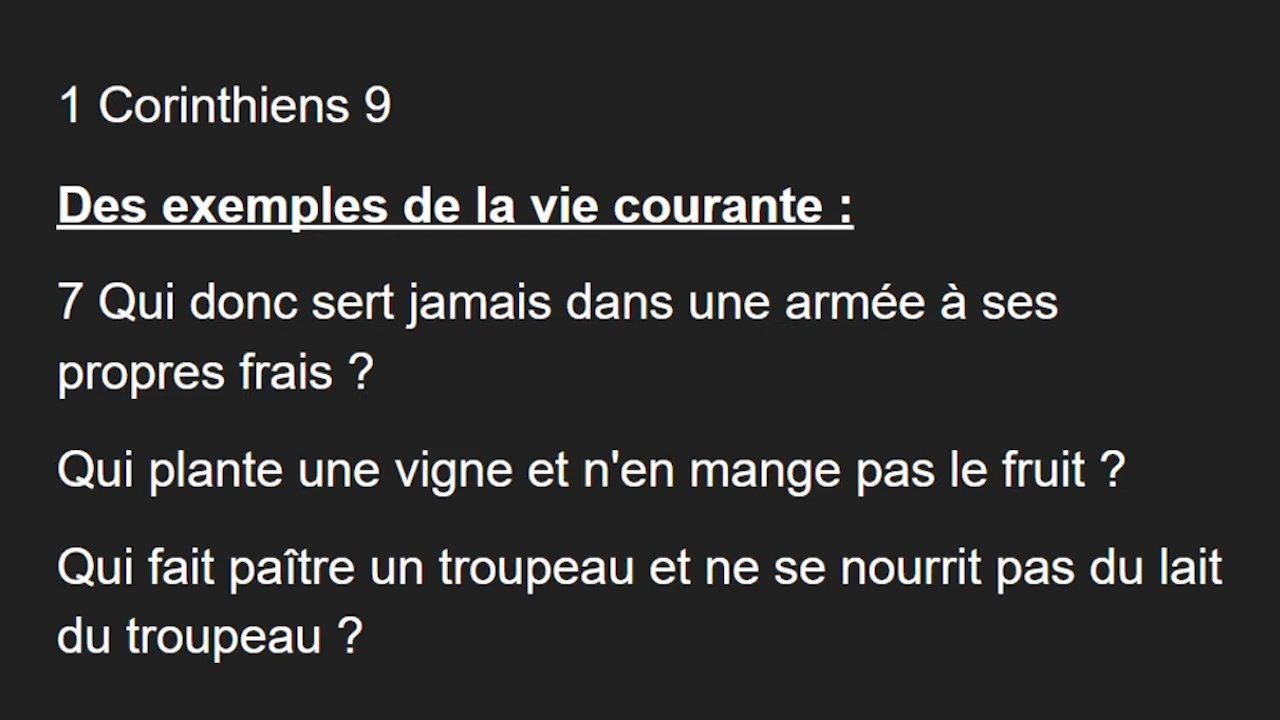 1 Corinthiens 9
Des exemples de la vie courante :
7 Qui donc sert jamais dans une armée à ses
propres frais ?
Qui plante une vigne et n'en mange pas le fruit ?
Qui fait paître un troupeau et ne se nourrit pas du lait
du troupeau ?